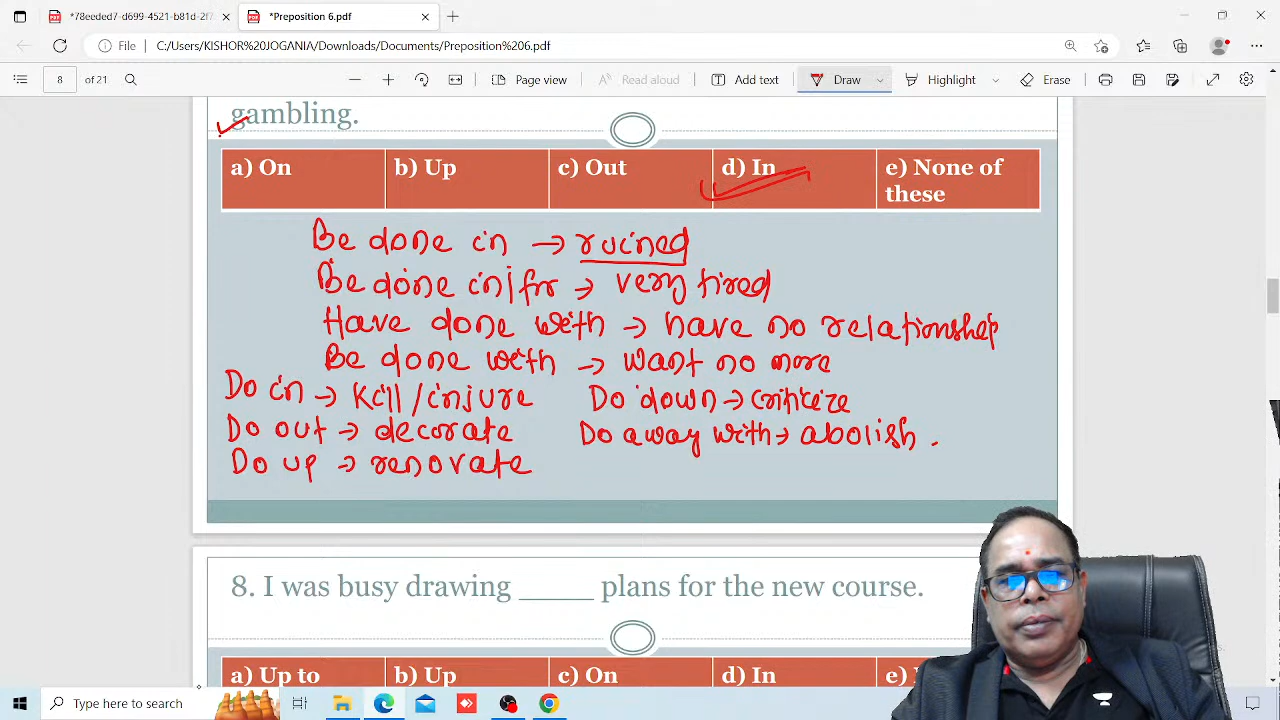 *78eeded7-d521-481b-81d-2f7
*Preposition 6.pdf
File
C:/Users/KISHOR%20JOGANIA/Downloads/Documents/Preposition%206.pdf
8 of 21
Page view
Read aloud
Add text
Draw
Highlight
Erase
gambling.
a) On
b) Up
c) Out
d) In
e) None of
these
Be done in → ruined
Be done in/for → very tired
Have done with → have no relationship
Be done with → want no more
Do in → Kill/injure
Do down → criticize
Do out → decorate
Do away with → abolish .
Do up → renovate
8. I was busy drawing _____ plans for the new course.
a) Up to
b) Up
c) On
d) In
Type here to search